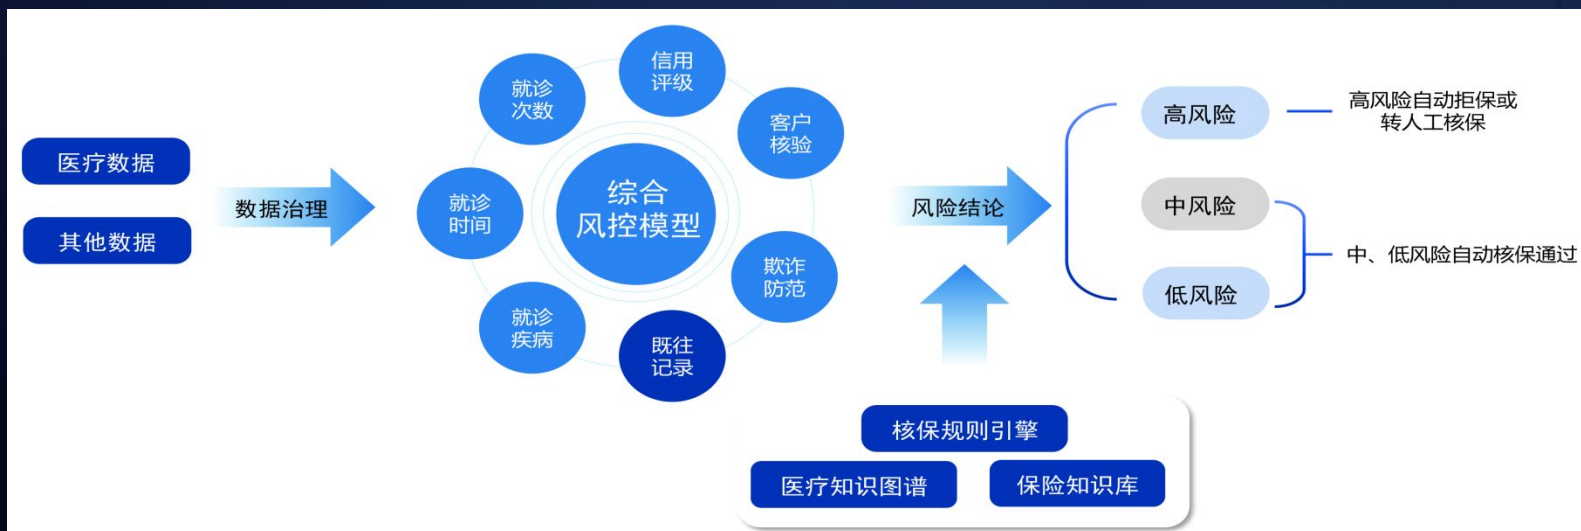 医疗数据
其他数据
数据治理
就诊
次数
信用
评级
客户
核验
就诊
时间
综合
风控模型
欺诈
防范
就诊
疾病
既往
记录
风险结论
核保规则引擎
医疗知识图谱
保险知识库
高风险
中风险
低风险
高风险自动拒保或
转人工核保
中、低风险自动核保通过